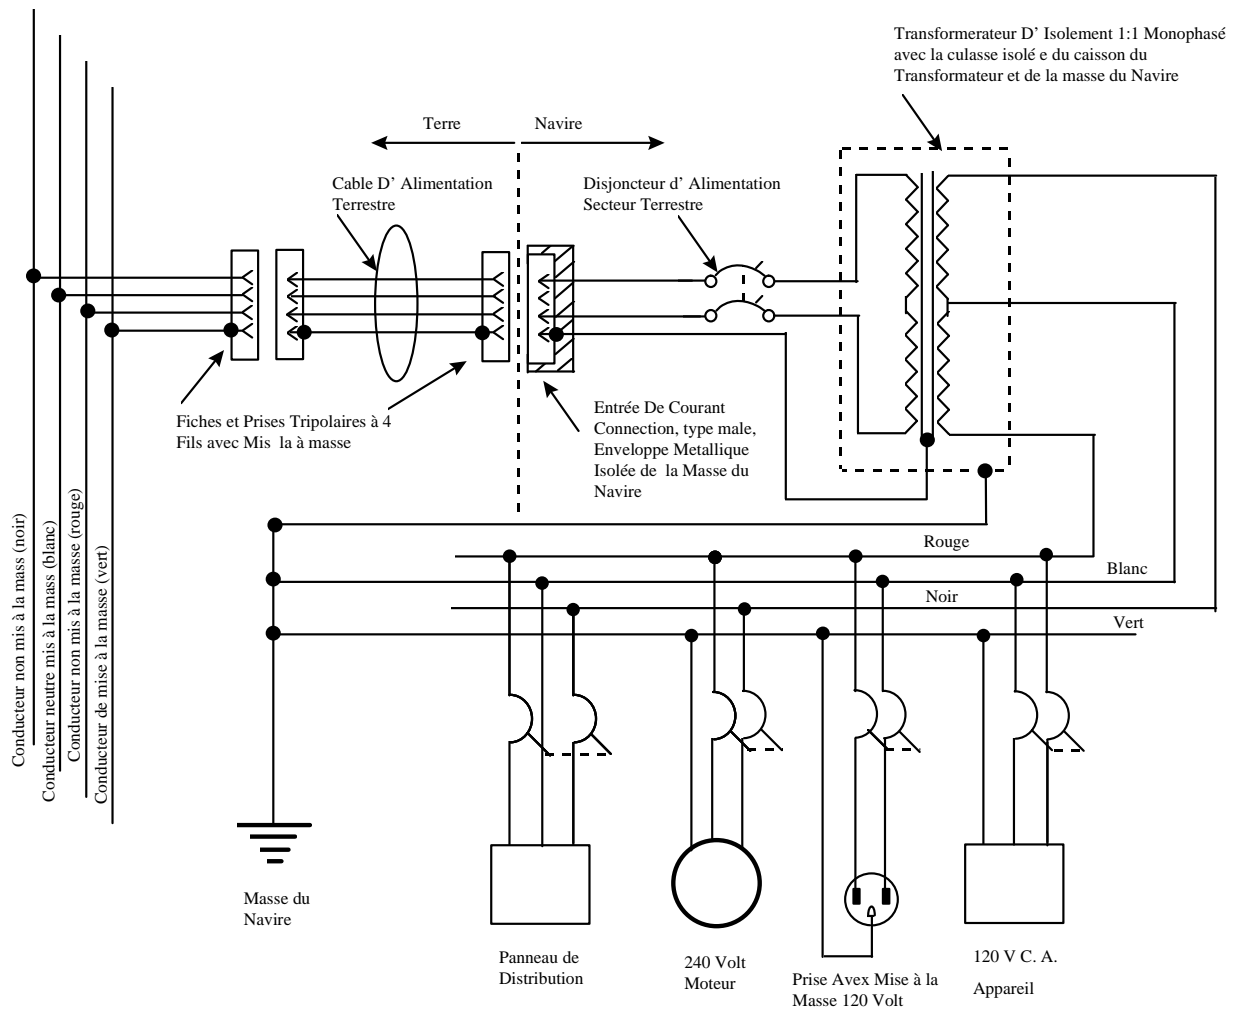 Transformerateur D' Isolement 1:1 Monophasé
avec la culasse isolé e du caisson du
Transformateur et de la masse du Navire
Terre
Navire
Cable D' Alimentation
Terrestre
Disjoncteur d' Alimentation
Secteur Terrestre
Fiches et Prises Tripolaires à 4
Fils avec Mis la à masse
Entrée De Courant
Connection, type male,
Enveloppe Metallique
Isolée de la Masse du
Navire
Conducteur non mis à la mass (noir)
Conducteur neutre mis à la mass (blanc)
Conducteur non mis à la masse (rouge)
Conducteur de mise à la masse (vert)
Rouge
Blanc
Noir
Vert
Masse du
Navire
Panneau de
Distribution
240 Volt
Moteur
Prise Avex Mise à la
Masse 120 Volt
120 V C. A.
Appareil